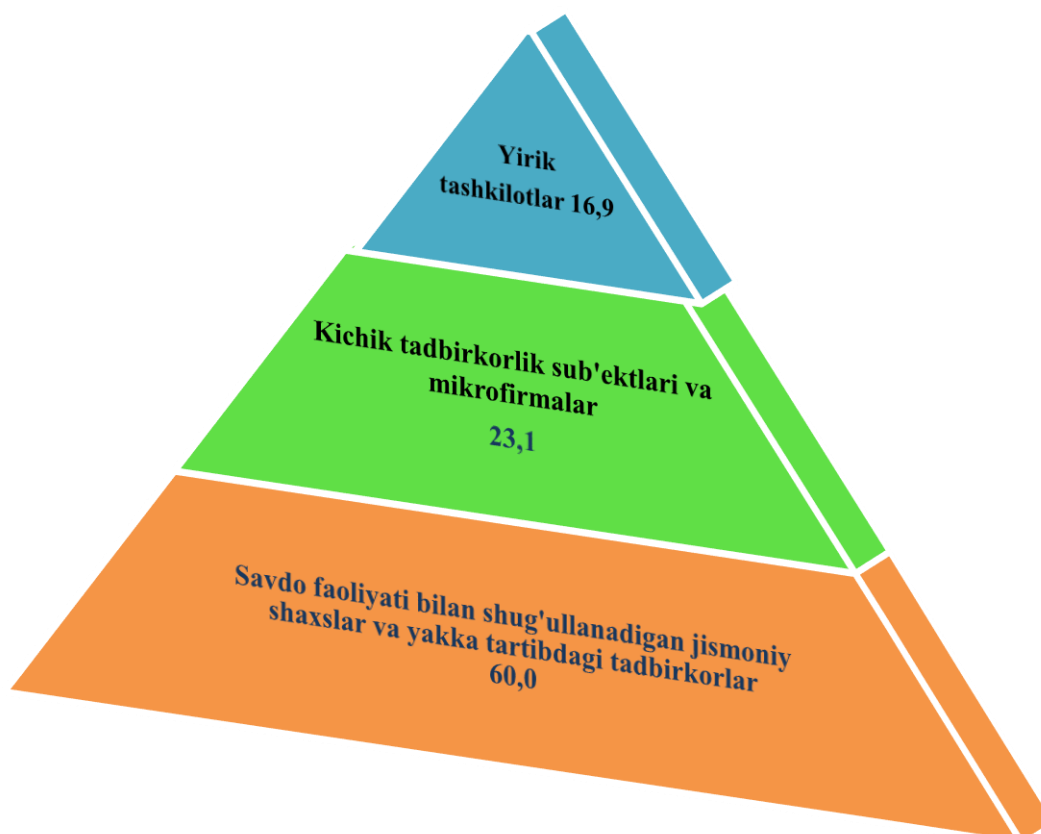 Yirik
tashkilotlar 16,9
Kichik tadbirkorlik sub'ektlari va
mikrofirmalar
23,1
Savdo faoliyati bilan shug'ullanadigan jismoniy
shaxslar va yakka tartibdagi tadbirkorlar
60,0